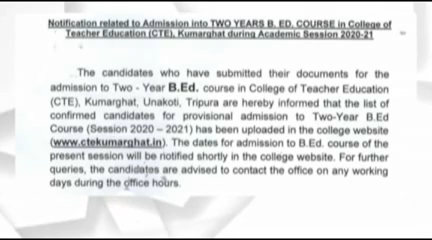 Notification related to Admission into TWO YEARS B. ED. COURSE in College of
Teacher Education (CTE), Kumarghat during Academic Session 2020-21
The candidates who have submitted their documents for the
admission to Two - Year B.Ed. course in College of Teacher Education
(CTE), Kumarghat, Unakoti, Tripura are hereby informed that the list of
confirmed candidates for provisional admission to Two-Year B.Ed
Course (Session 2020 – 2021) has been uploaded in the college website
(www.ctekumarghat.in). The dates for admission to B.Ed. course of the
present session will be notified shortly in the college website. For further
queries, the candidates are advised to contact the office on any working
days during the office hours.